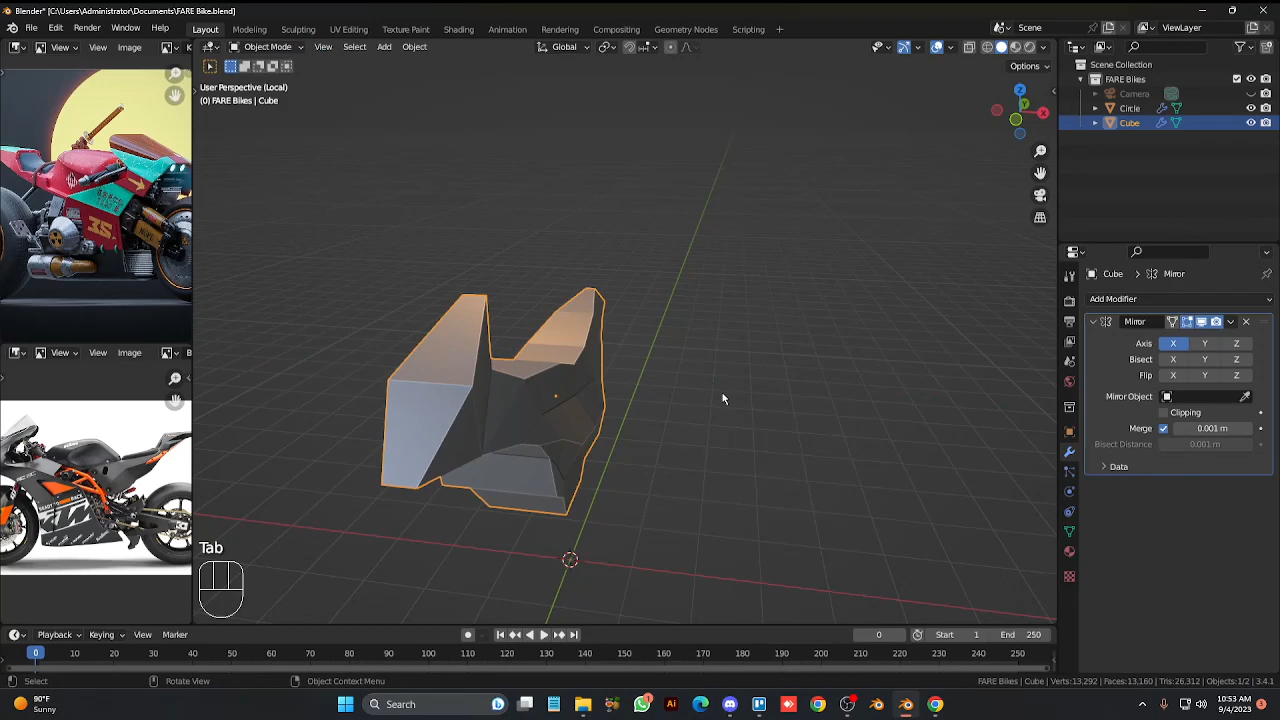 Blender* [C:\Users\Administrator\Documents\FARE Bike.blend]
File Edit Render Window Help
Layout Modeling Sculpting UV Editing Texture Paint Shading Animation Rendering Compositing Geometry Nodes Scripting +
Scene ViewLayer
View View Image
Object Mode View Select Add Object Global
Options
User Perspective (Local)
(0) FARE Bikes | Cube
Z
Y
X
35
View View Image B
Tab
Scene Collection
FARE Bikes
Camera
Circle
Cube
Cube Mirror
Add Modifier
Mirror
Axis X Y Z
Bisect X Y Z
Flip X Y Z
Mirror Object
Clipping
Merge 0.001 m
Bisect Distance 0.001 m
Data
Playback Keying View Marker
0 Start 1 End 250
0 10 20 30 40 50 60 70 80 90 100 110 120 130 140 150 160 170 180 190 200 210 220 230 240 250
Select Rotate View Object Context Menu
FARE Bikes | Cube | Verts:13,292 | Faces:13,160 | Tris:26,312 | Objects:1/2 | 3.4.1
90°F
Sunny
Search
1
Ai
10:53 AM
9/4/2023
1